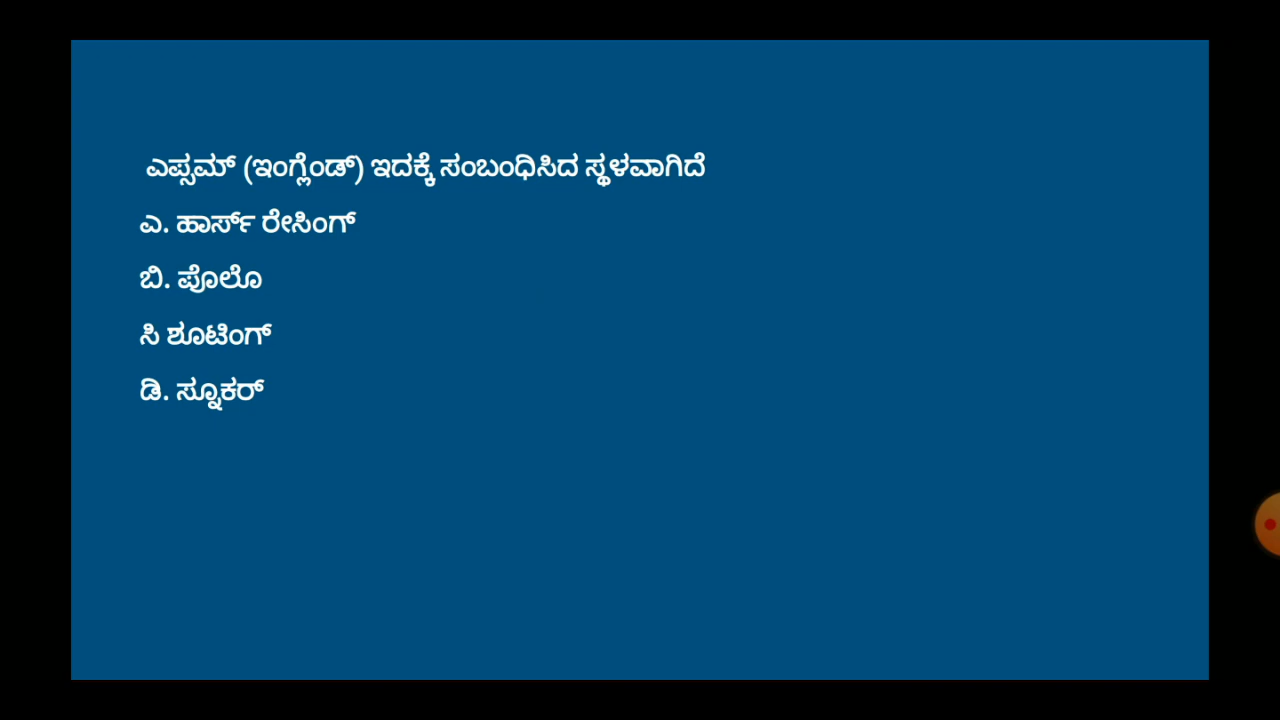 ಎಪ್ಸಮ್ (ಇಂಗ್ಲೆಂಡ್) ಇದಕ್ಕೆ ಸಂಬಂಧಿಸಿದ ಸ್ಥಳವಾಗಿದೆ
ಎ. ಹಾರ್ಸ್ ರೇಸಿಂಗ್
ಬಿ. ಪೊಲೊ
ಸಿ ಶೂಟಿಂಗ್
ಡಿ. ಸ್ನೂಕರ್